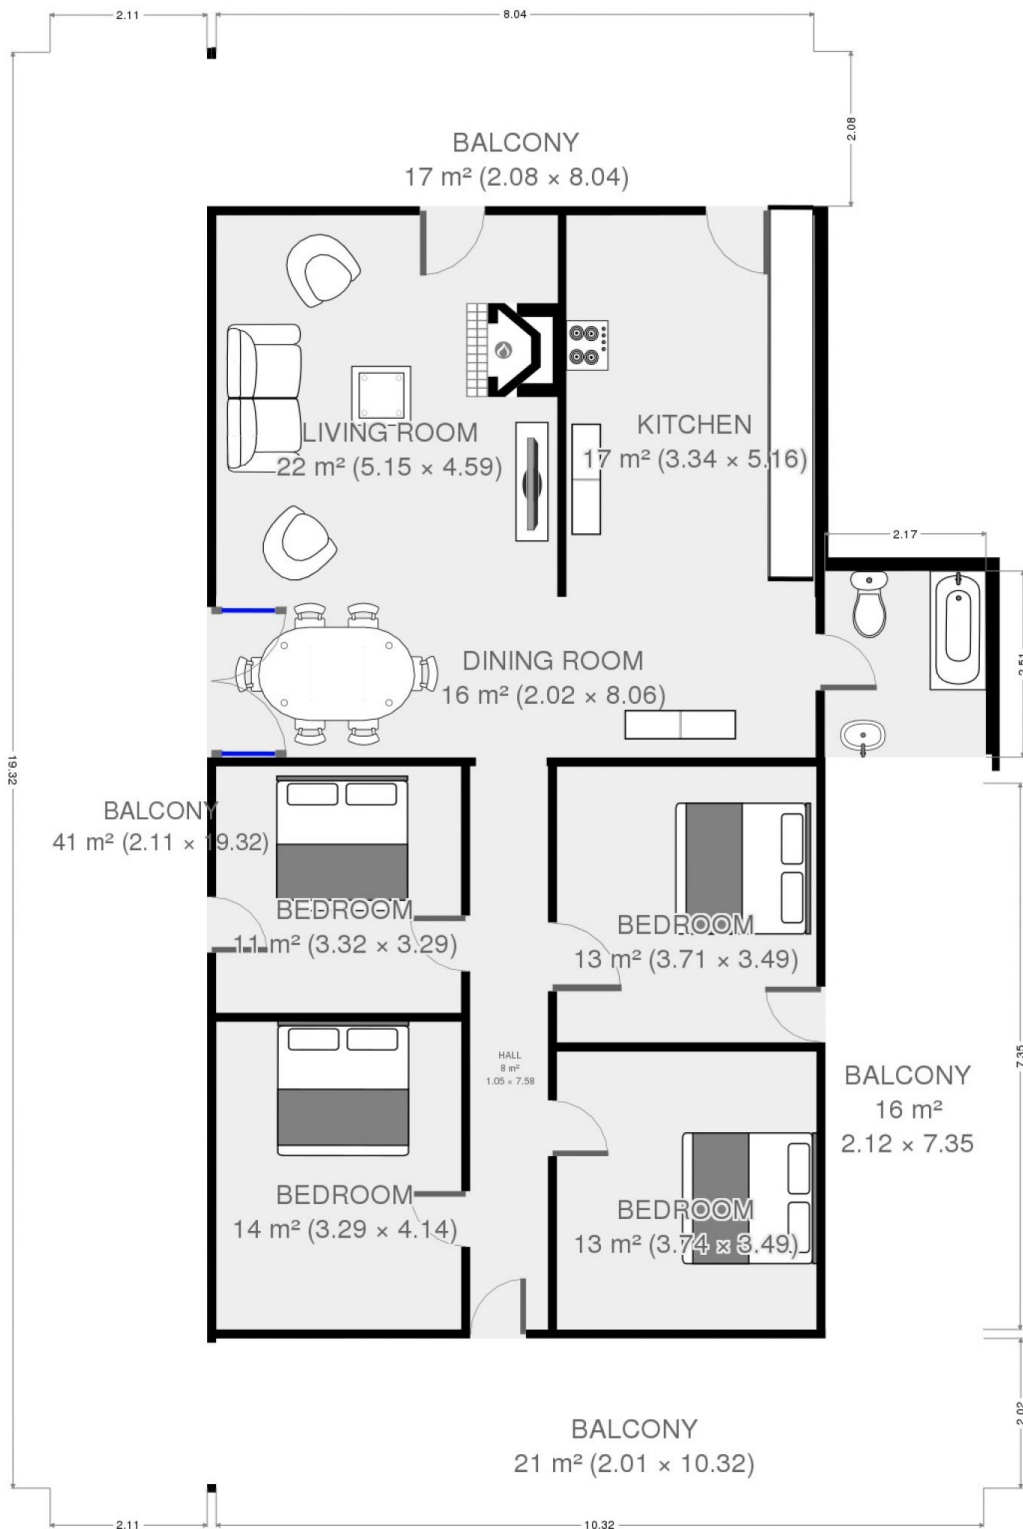 2.11
8.04
2.08
BALCONY
17 m² (2.08 × 8.04)
LIVING ROOM
22 m² (5.15 × 4.59)
KITCHEN
17 m² (3.34 × 5.16)
2.17
2.51
DINING ROOM
16 m² (2.02 × 8.06)
19.32
BALCONY
41 m² (2.11 × 19.32)
BEDROOM
11 m² (3.32 × 3.29)
BEDROOM
13 m² (3.71 × 3.49)
HALL
8 m²
1.05 × 7.58
BALCONY
16 m²
2.12 × 7.35
7.35
BEDROOM
14 m² (3.29 × 4.14)
BEDROOM
13 m² (3.74 × 3.49)
2.02
BALCONY
21 m² (2.01 × 10.32)
2.11
10.32